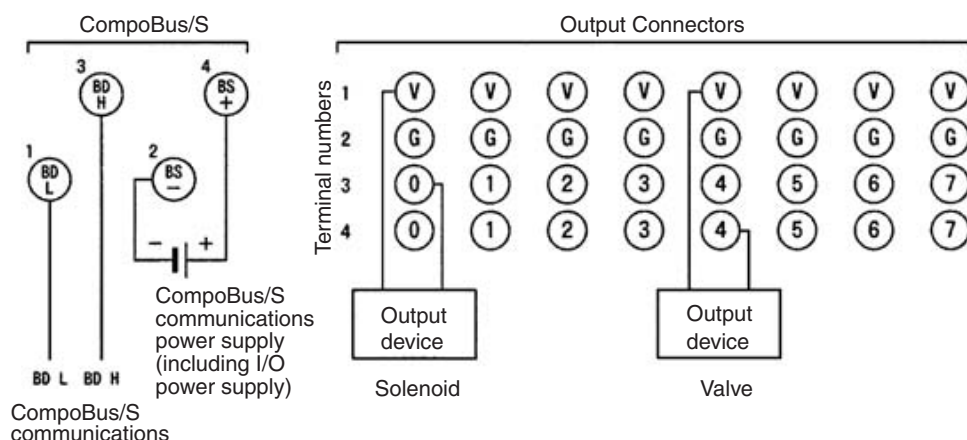 CompoBus/S
3
BD
H
4
BS
+
1
BD
L
2
BS
−
− +
CompoBus/S
communications
power supply
(including I/O
power supply)
BD L BD H
CompoBus/S
communications
Output Connectors
Terminal numbers
1 V V V V V V V V
2 G G G G G G G G
3 0 1 2 3 4 5 6 7
4 0 1 2 3 4 5 6 7
Output
device
Solenoid
Output
device
Valve